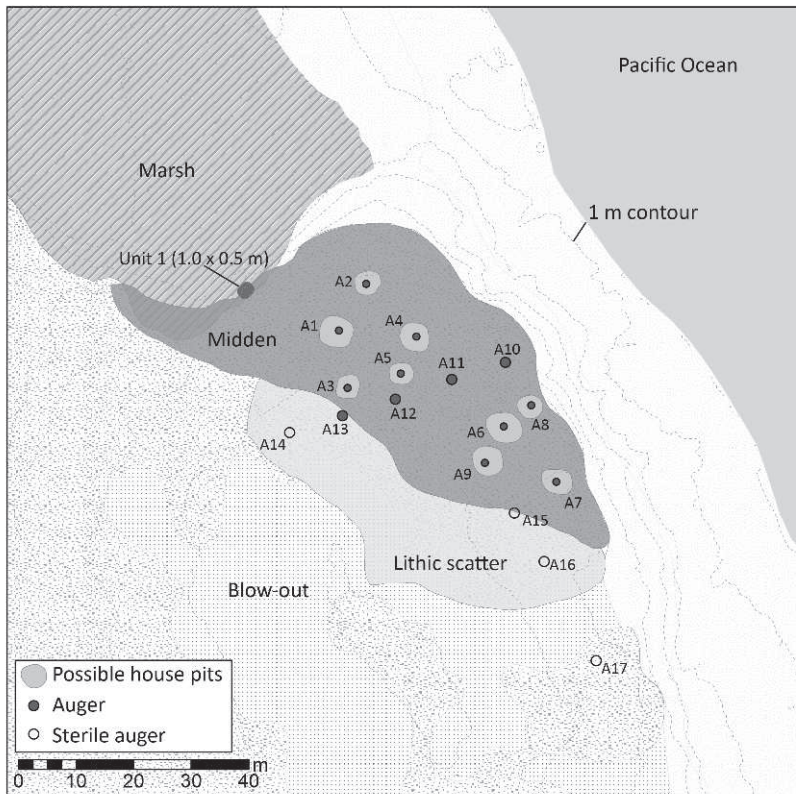 Pacific Ocean
Marsh
1 m contour
Unit 1 (1.0 x 0.5 m)
A2
A1
A4
Midden
A10
A11
A5
A3
A12
A8
A13
A6
A14
A9
A7
A15
Lithic scatter
A16
Blow-out
A17
Possible house pits
Auger
Sterile auger
m
0 10 20 30 40